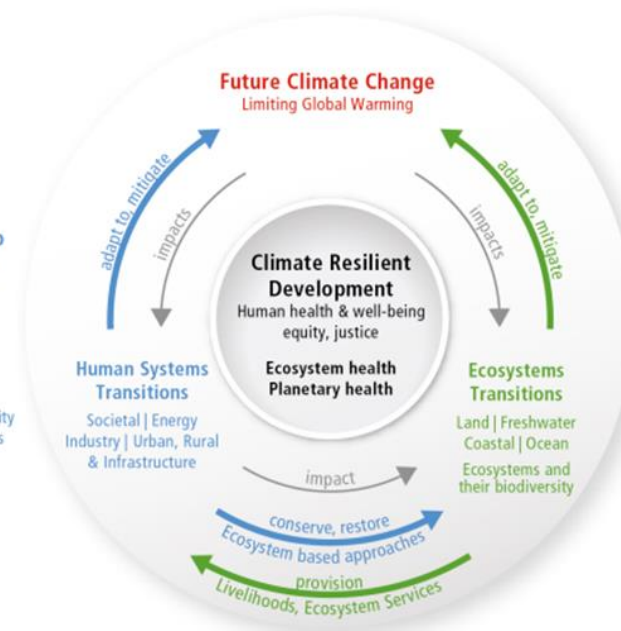 Future Climate Change
Limiting Global Warming
adapt to, mitigate
impacts
impacts
adapt to, mitigate
Climate Resilient
Development
Human health & well-being
equity, justice
Ecosystem health
Planetary health
Human Systems
Transitions
Societal | Energy
Industry | Urban, Rural
& Infrastructure
Ecosystems
Transitions
Land | Freshwater
Coastal | Ocean
Ecosystems and
their biodiversity
impact
conserve, restore
Ecosystem based approaches
provision
Livelihoods, Ecosystem Services